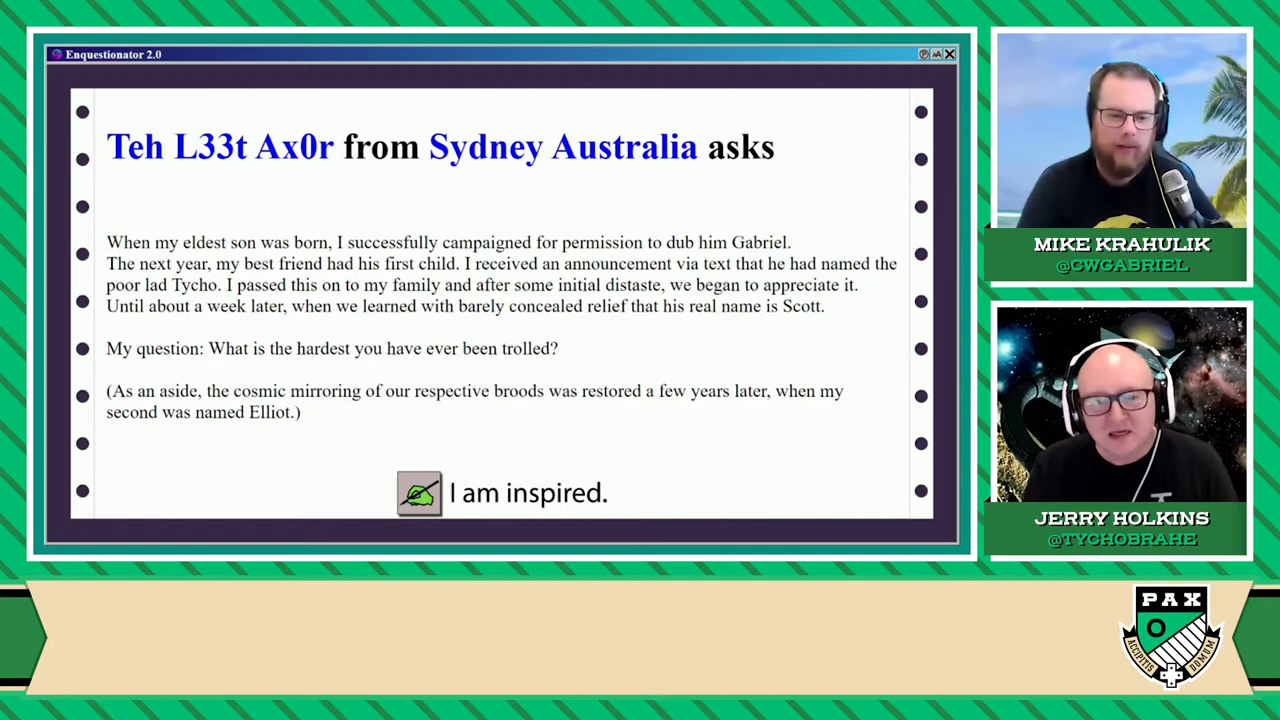 Enquestionator 2.0
Teh L33t Ax0r from Sydney Australia asks
When my eldest son was born, I successfully campaigned for permission to dub him Gabriel.
The next year, my best friend had his first child. I received an announcement via text that he had named the
poor lad Tycho. I passed this on to my family and after some initial distaste, we began to appreciate it.
Until about a week later, when we learned with barely concealed relief that his real name is Scott.
My question: What is the hardest you have ever been trolled?
(As an aside, the cosmic mirroring of our respective broods was restored a few years later, when my
second was named Elliot.)
I am inspired.
MIKE KRAHULIK
@CWGABRIEL
JERRY HOLKINS
@TYCHOBRAHE
PAX
ACCIPITIS
DOMUM